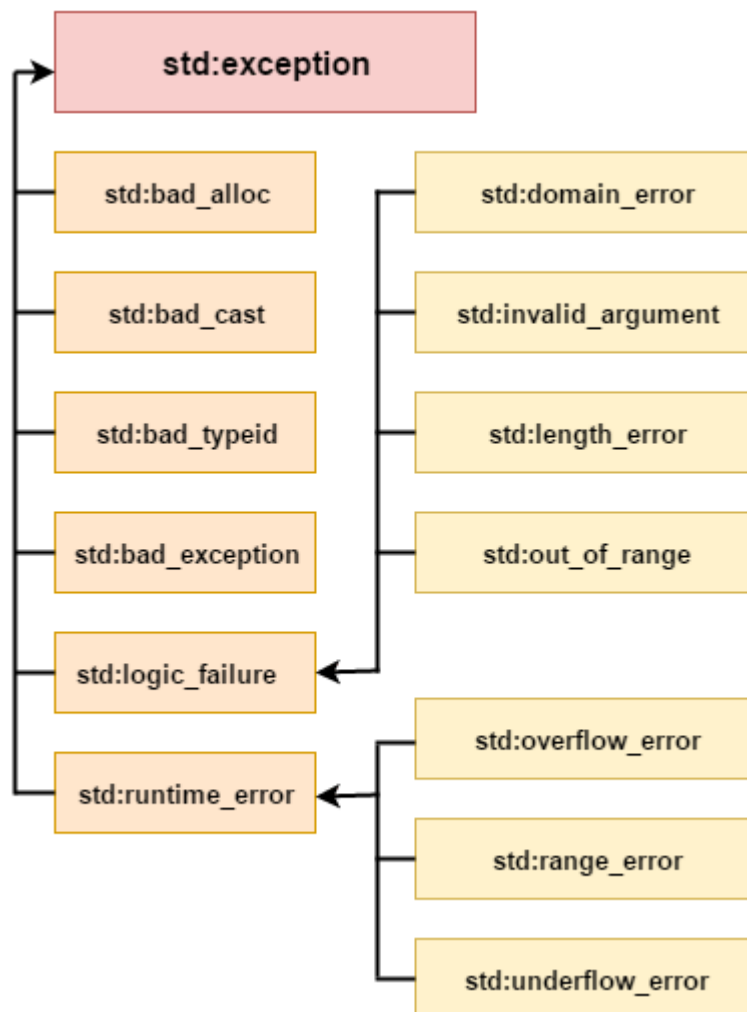 std:exception
std:bad_alloc
std:bad_cast
std:bad_typeid
std:bad_exception
std:logic_failure
std:runtime_error
std:domain_error
std:invalid_argument
std:length_error
std:out_of_range
std:overflow_error
std:range_error
std:underflow_error